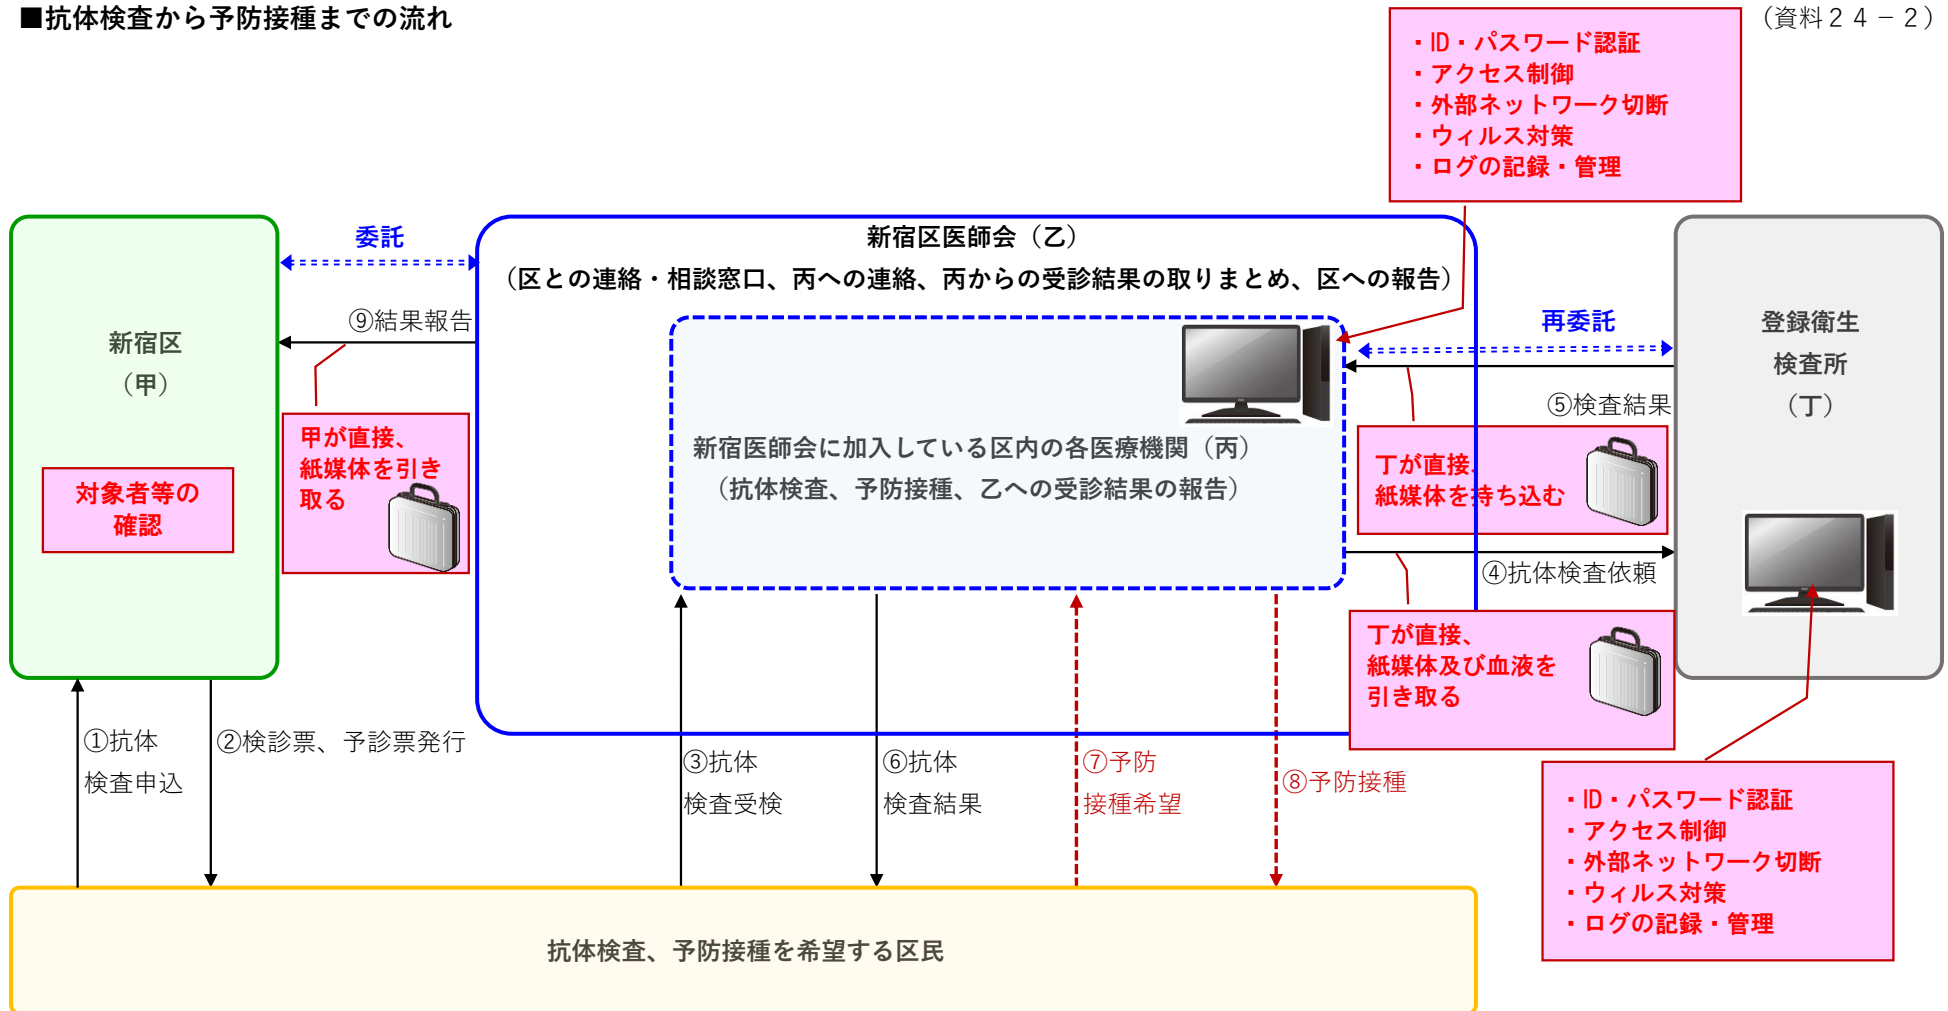 ■抗体検査から予防接種までの流れ
（資料２４－２）
・ID・パスワード認証
・アクセス制御
・外部ネットワーク切断
・ウィルス対策
・ログの記録・管理
委託
新宿区医師会（乙）
（区との連絡・相談窓口、丙への連絡、丙からの受診結果の取りまとめ、区への報告）
⑨結果報告
新宿区
（甲）
対象者等の
確認
甲が直接、
紙媒体を引き
取る
新宿医師会に加入している区内の各医療機関（丙）
（抗体検査、予防接種、乙への受診結果の報告）
再委託
⑤検査結果
丁が直接、
紙媒体を持ち込む
④抗体検査依頼
丁が直接、
紙媒体及び血液を
引き取る
登録衛生
検査所
（丁）
①抗体
検査申込
②検診票、予診票発行
③抗体
検査受検
⑥抗体
検査結果
⑦予防
接種希望
⑧予防接種
・ID・パスワード認証
・アクセス制御
・外部ネットワーク切断
・ウィルス対策
・ログの記録・管理
抗体検査、予防接種を希望する区民